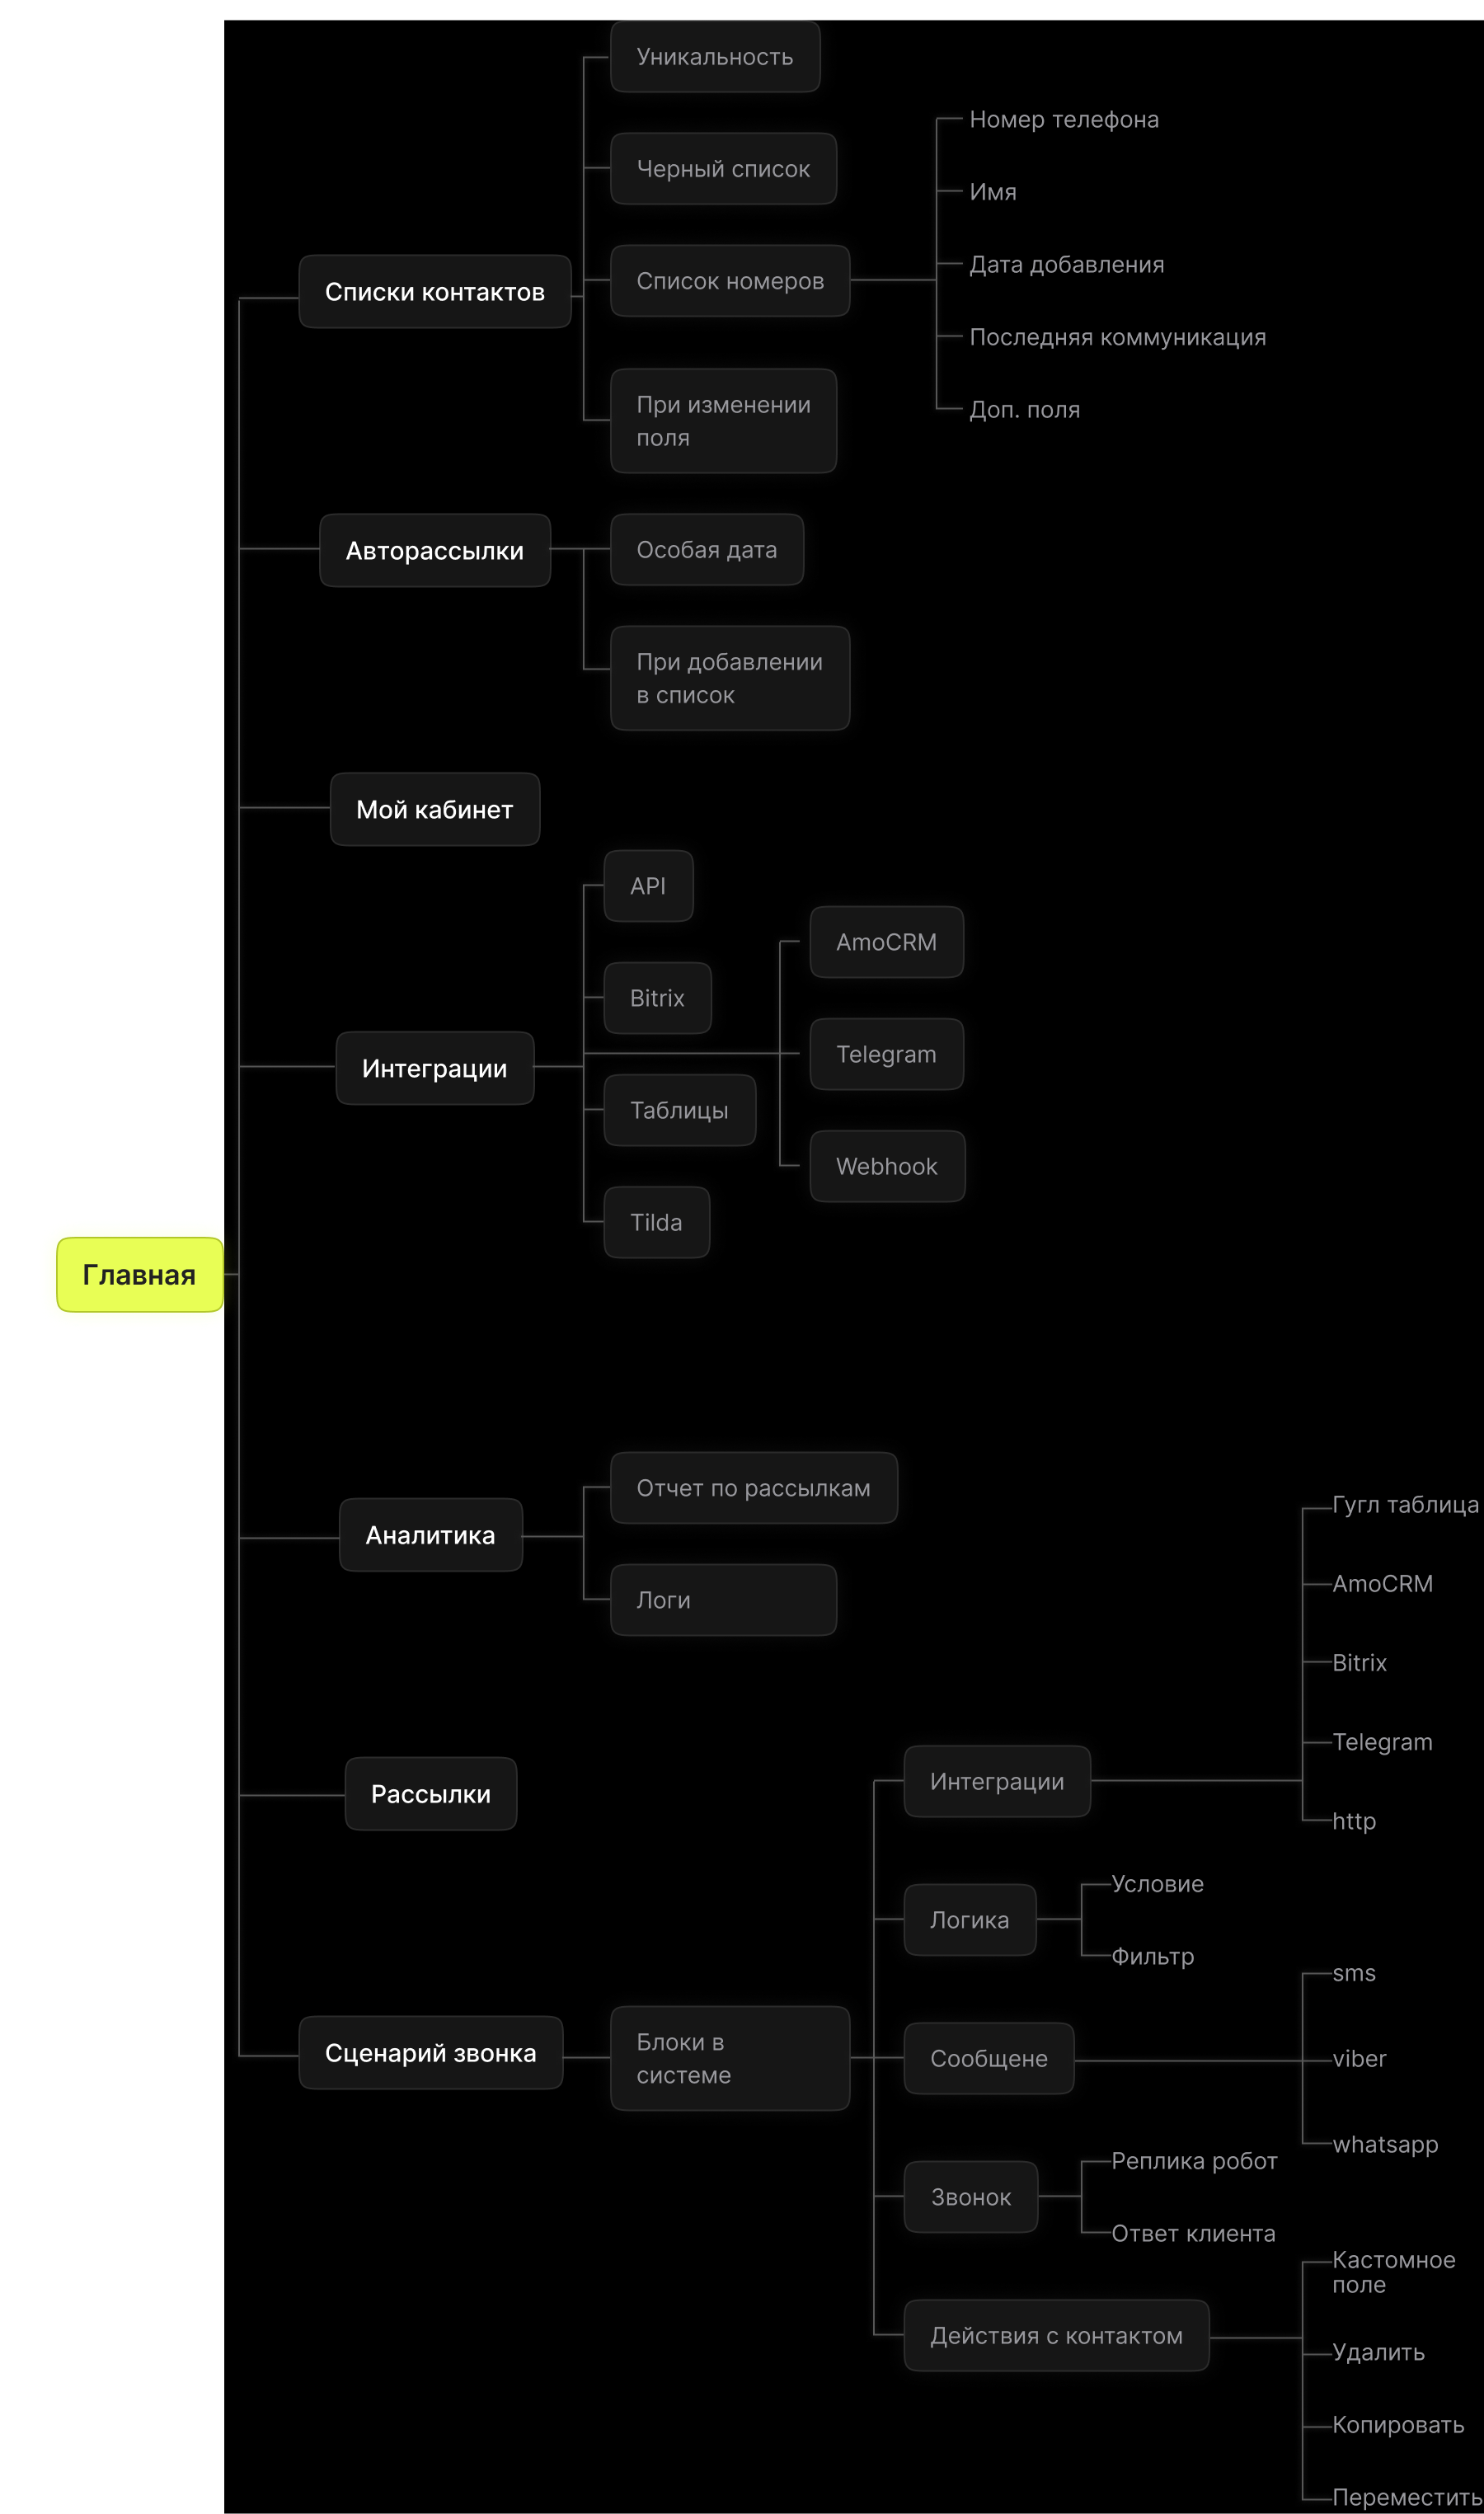 Уникальность
Черный список
Номер телефона
Имя
Дата добавления
Списки контактов
Список номеров
Последняя коммуникация
Доп. поля
При изменении
поля
Авторассылки
Особая дата
При добавлении
в список
Мой кабинет
API
AmoCRM
Bitrix
Telegram
Интеграции
Таблицы
Webhook
Tilda
Главная
Отчет по рассылкам
Аналитика
Логи
Гугл таблица
AmoCRM
Bitrix
Telegram
Рассылки
Интеграции
http
Условие
Логика
Фильтр
sms
Сценарий звонка
Блоки в
системе
Сообщене
viber
whatsapp
Реплика робот
Звонок
Ответ клиента
Кастомное
поле
Действия с контактом
Удалить
Копировать
Переместить